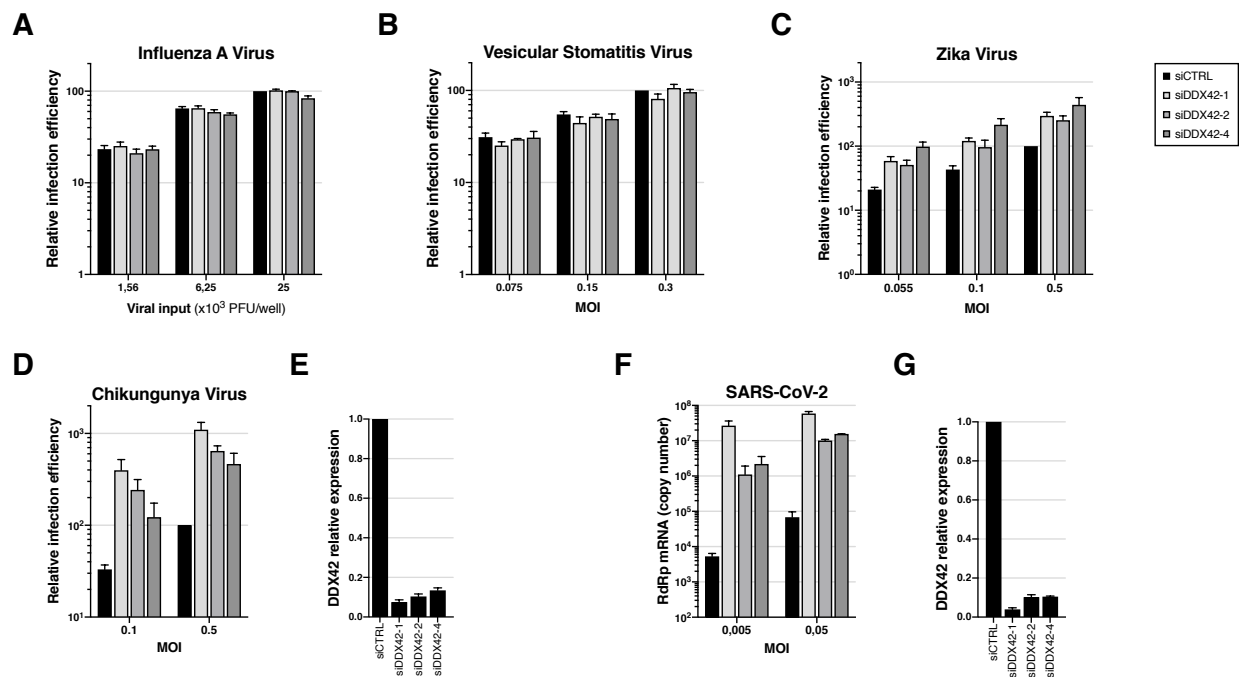 A
Influenza A Virus
Relative infection efficiency
100
10
1
1,56
6,25
25
Viral input (x10³ PFU/well)
B
Vesicular Stomatitis Virus
Relative infection efficiency
100
10
1
0.075
0.15
0.3
MOI
C
Zika Virus
Relative infection efficiency
10³
10²
10¹
10⁰
0.055
0.1
0.5
MOI
siCTRL
siDDX42-1
siDDX42-2
siDDX42-4
D
Chikungunya Virus
Relative infection efficiency
10³
10²
10¹
0.1
0.5
MOI
E
DDX42 relative expression
1.0
0.8
0.6
0.4
0.2
0.0
siCTRL
siDDX42-1
siDDX42-2
siDDX42-4
F
SARS-CoV-2
RdRp mRNA (copy number)
10⁸
10⁷
10⁶
10⁵
10⁴
10³
10²
0,005
0,05
MOI
G
DDX42 relative expression
1.0
0.8
0.6
0.4
0.2
0.0
siCTRL
siDDX42-1
siDDX42-2
siDDX42-4